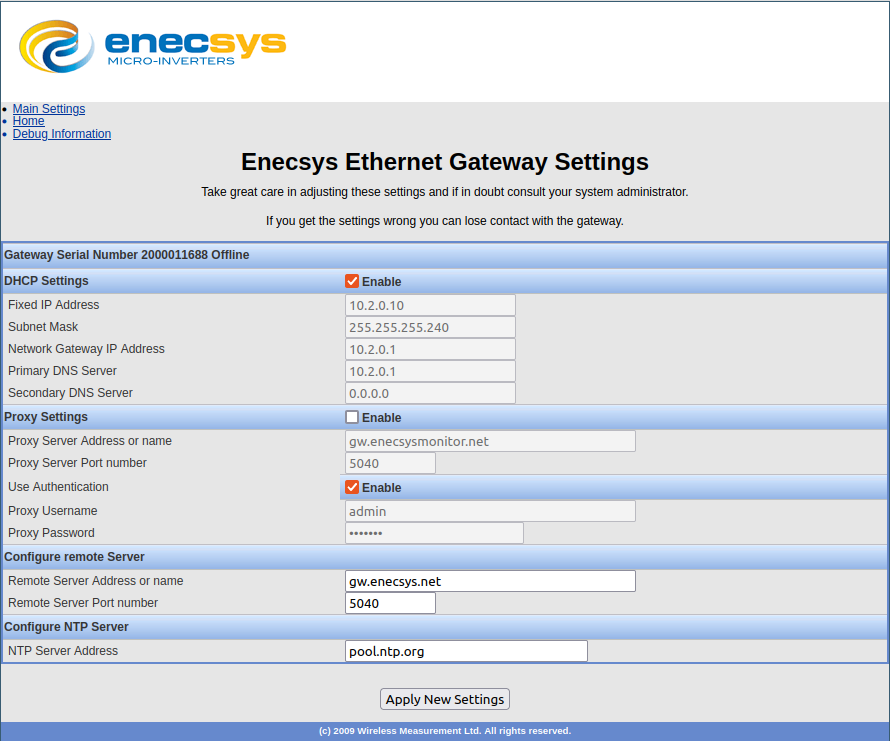 enecsys
MICRO-INVERTERS
Main Settings
Home
Debug Information
Enecsys Ethernet Gateway Settings
Take great care in adjusting these settings and if in doubt consult your system administrator.
If you get the settings wrong you can lose contact with the gateway.
Gateway Serial Number 2000011688 Offline
DHCP Settings Enable
Fixed IP Address 10.2.0.10
Subnet Mask 255.255.255.240
Network Gateway IP Address 10.2.0.1
Primary DNS Server 10.2.0.1
Secondary DNS Server 0.0.0.0
Proxy Settings Enable
Proxy Server Address or name gw.enecsysmonitor.net
Proxy Server Port number 5040
Use Authentication Enable
Proxy Username admin
Proxy Password •••••••
Configure remote Server
Remote Server Address or name gw.enecsys.net
Remote Server Port number 5040
Configure NTP Server
NTP Server Address pool.ntp.org
Apply New Settings
(c) 2009 Wireless Measurement Ltd. All rights reserved.